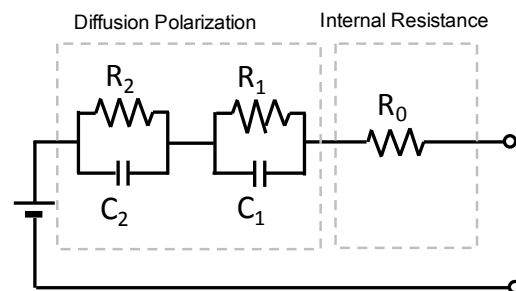 Diffusion Polarization
Internal Resistance
R2
R1
R0
C2
C1